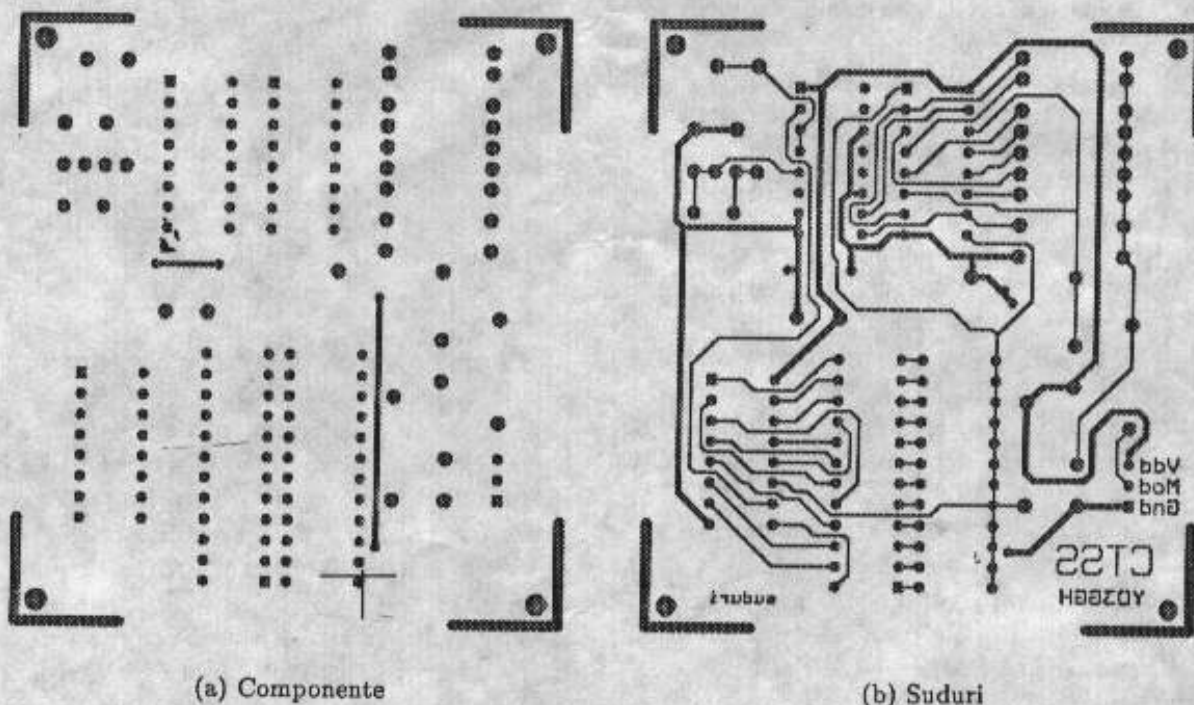 Vdd
Mod
Gnd
CTSS
YO3GGH
suduri
(a) Componente
(b) Suduri